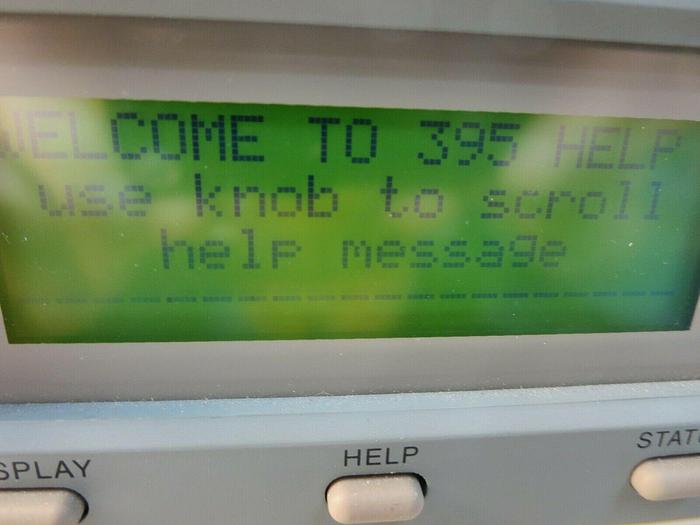 WELCOME TO 395 HELP
use knob to scroll
help message
--------------------
SPLAY
HELP
STAT